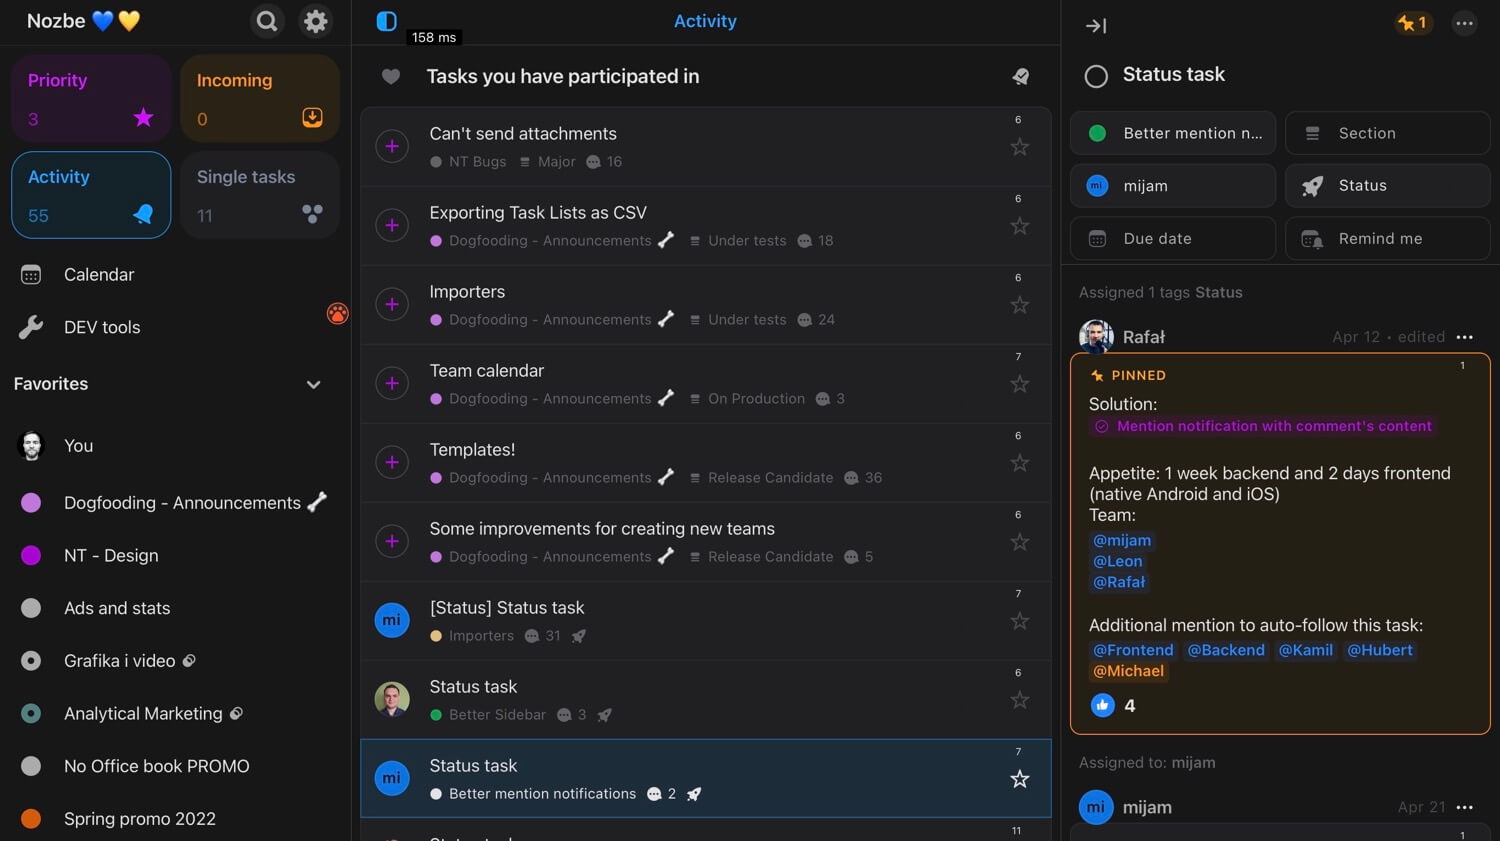 Nozbe 💙💛
Priority
3
Incoming
0
Activity
55
Single tasks
11
Calendar
DEV tools
Favorites
You
Dogfooding - Announcements 🦴
NT - Design
Ads and stats
Grafika i video
Analytical Marketing
No Office book PROMO
Spring promo 2022
158 ms
Activity
Tasks you have participated in
Can't send attachments
NT Bugs Major 16
6
Exporting Task Lists as CSV
Dogfooding - Announcements 🦴 Under tests 18
6
Importers
Dogfooding - Announcements 🦴 Under tests 24
6
Team calendar
Dogfooding - Announcements 🦴 On Production 3
7
Templates!
Dogfooding - Announcements 🦴 Release Candidate 36
6
Some improvements for creating new teams
Dogfooding - Announcements 🦴 Release Candidate 5
6
mi
[Status] Status task
Importers 31
7
Status task
Better Sidebar 3
6
mi
Status task
Better mention notifications 2
7
11
1
Status task
Better mention n...
Section
mi mijam
Status
Due date
Remind me
Assigned 1 tags Status
Rafał
Apr 12 • edited
PINNED
1
Solution:
Mention notification with comment's content
Appetite: 1 week backend and 2 days frontend
(native Android and iOS)
Team:
@mijam
@Leon
@Rafał
Additional mention to auto-follow this task:
@Frontend @Backend @Kamil @Hubert
@Michael
4
Assigned to: mijam
mi mijam
Apr 21
1